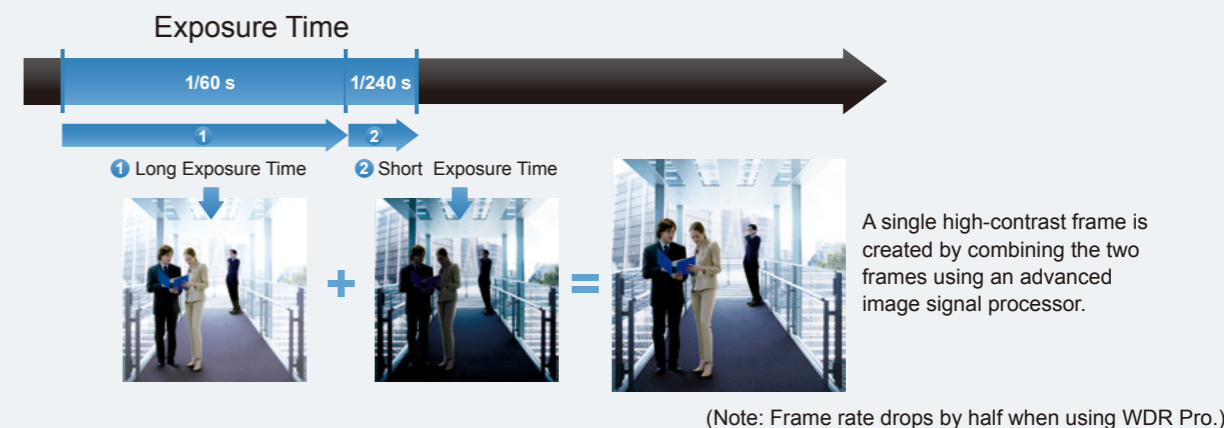 Exposure Time
1/60 s
1/240 s
1
2
1 Long Exposure Time
2 Short Exposure Time
A single high-contrast frame is
created by combining the two
frames using an advanced
image signal processor.
(Note: Frame rate drops by half when using WDR Pro.)